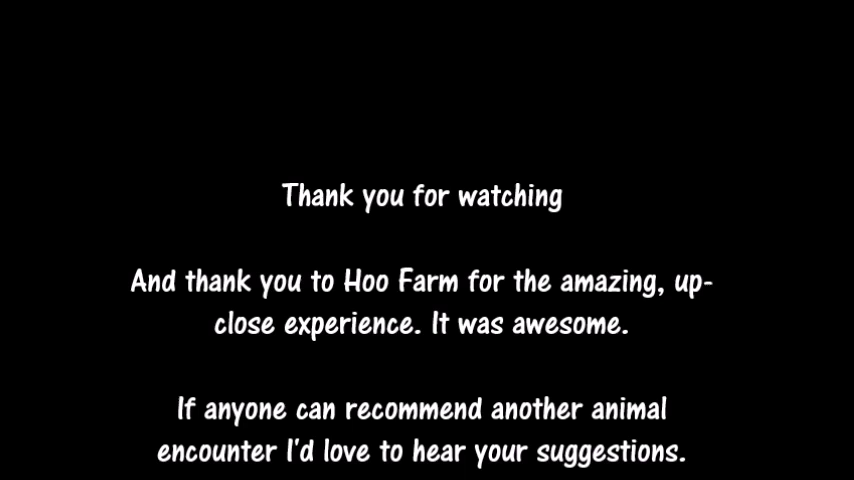 Thank you for watching
And thank you to Hoo Farm for the amazing, up-
close experience. It was awesome.
If anyone can recommend another animal
encounter I'd love to hear your suggestions.